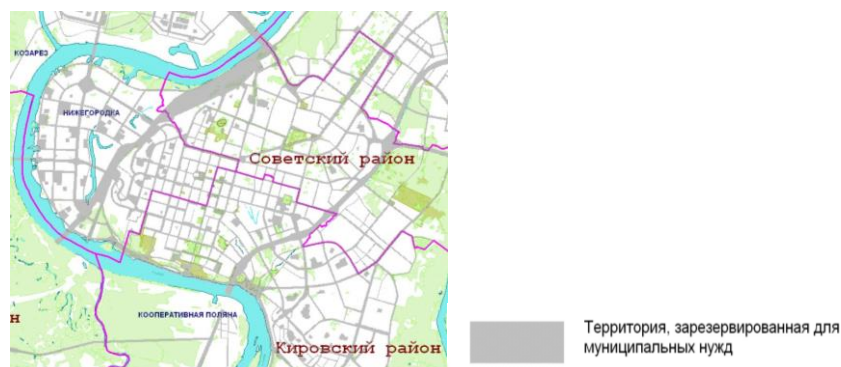 КОЗАРЕЗ
НИЖЕГОРОДКА
Советский район
КООПЕРАТИВНАЯ ПОЛЯНА
н
Кировский район
Территория, зарезервированная для
муниципальных нужд